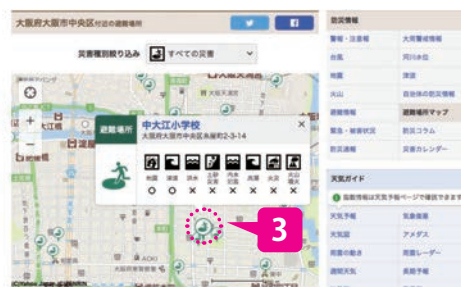 大阪府大阪市中央区付近の避難場所
災害種別絞り込み
すべての災害
避難場所
中大江小学校
大阪府大阪市中央区糸屋町2-3-14
×
地震 津波 洪水 土砂災害 内水氾濫 高潮 火災 火山噴火
○ ○ × × × × × ×
3
防災情報
警報・注意報 大雨警戒情報
台風 河川水位
地震 津波
火山 自治体の防災情報
避難情報 避難場所マップ
緊急・被害状況 防災コラム
防災速報 災害カレンダー
天気ガイド
天気予報 気象衛星
天気図 アメダス
雨雲の動き 雨雲レーダー
週間天気 長期予報